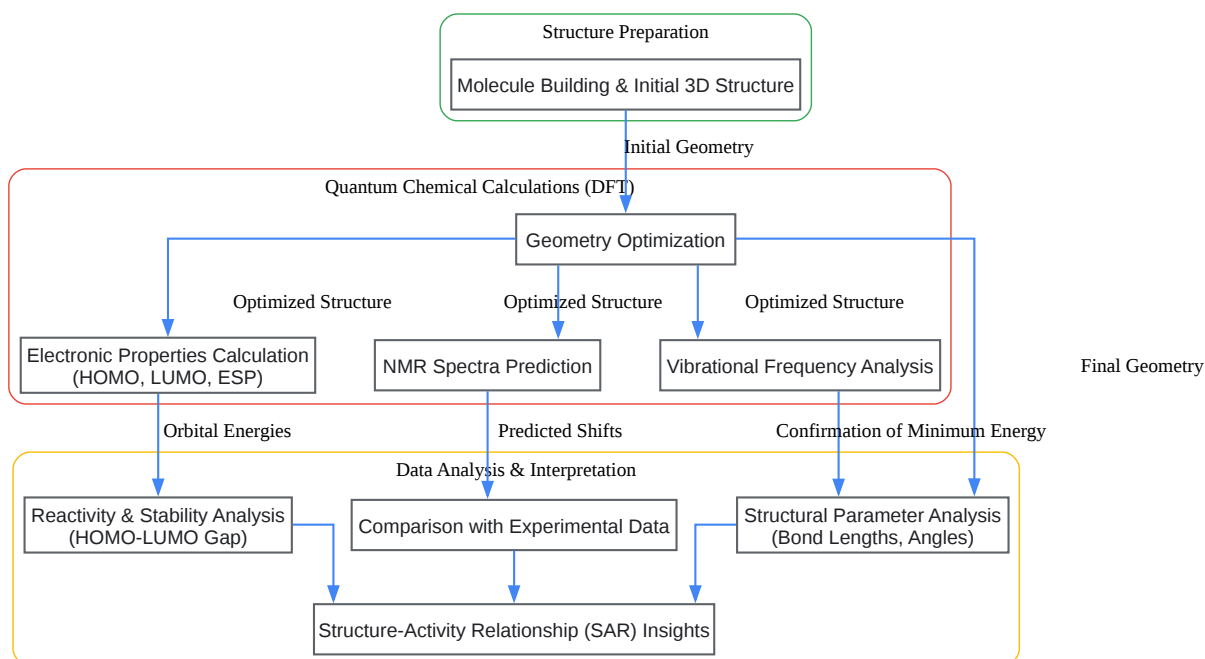 Structure Preparation
Molecule Building & Initial 3D Structure
Initial Geometry
Quantum Chemical Calculations (DFT)
Geometry Optimization
Optimized Structure
Optimized Structure
Optimized Structure
Electronic Properties Calculation
(HOMO, LUMO, ESP)
NMR Spectra Prediction
Vibrational Frequency Analysis
Final Geometry
Orbital Energies
Predicted Shifts
Confirmation of Minimum Energy
Data Analysis & Interpretation
Reactivity & Stability Analysis
(HOMO-LUMO Gap)
Comparison with Experimental Data
Structural Parameter Analysis
(Bond Lengths, Angles)
Structure-Activity Relationship (SAR) Insights